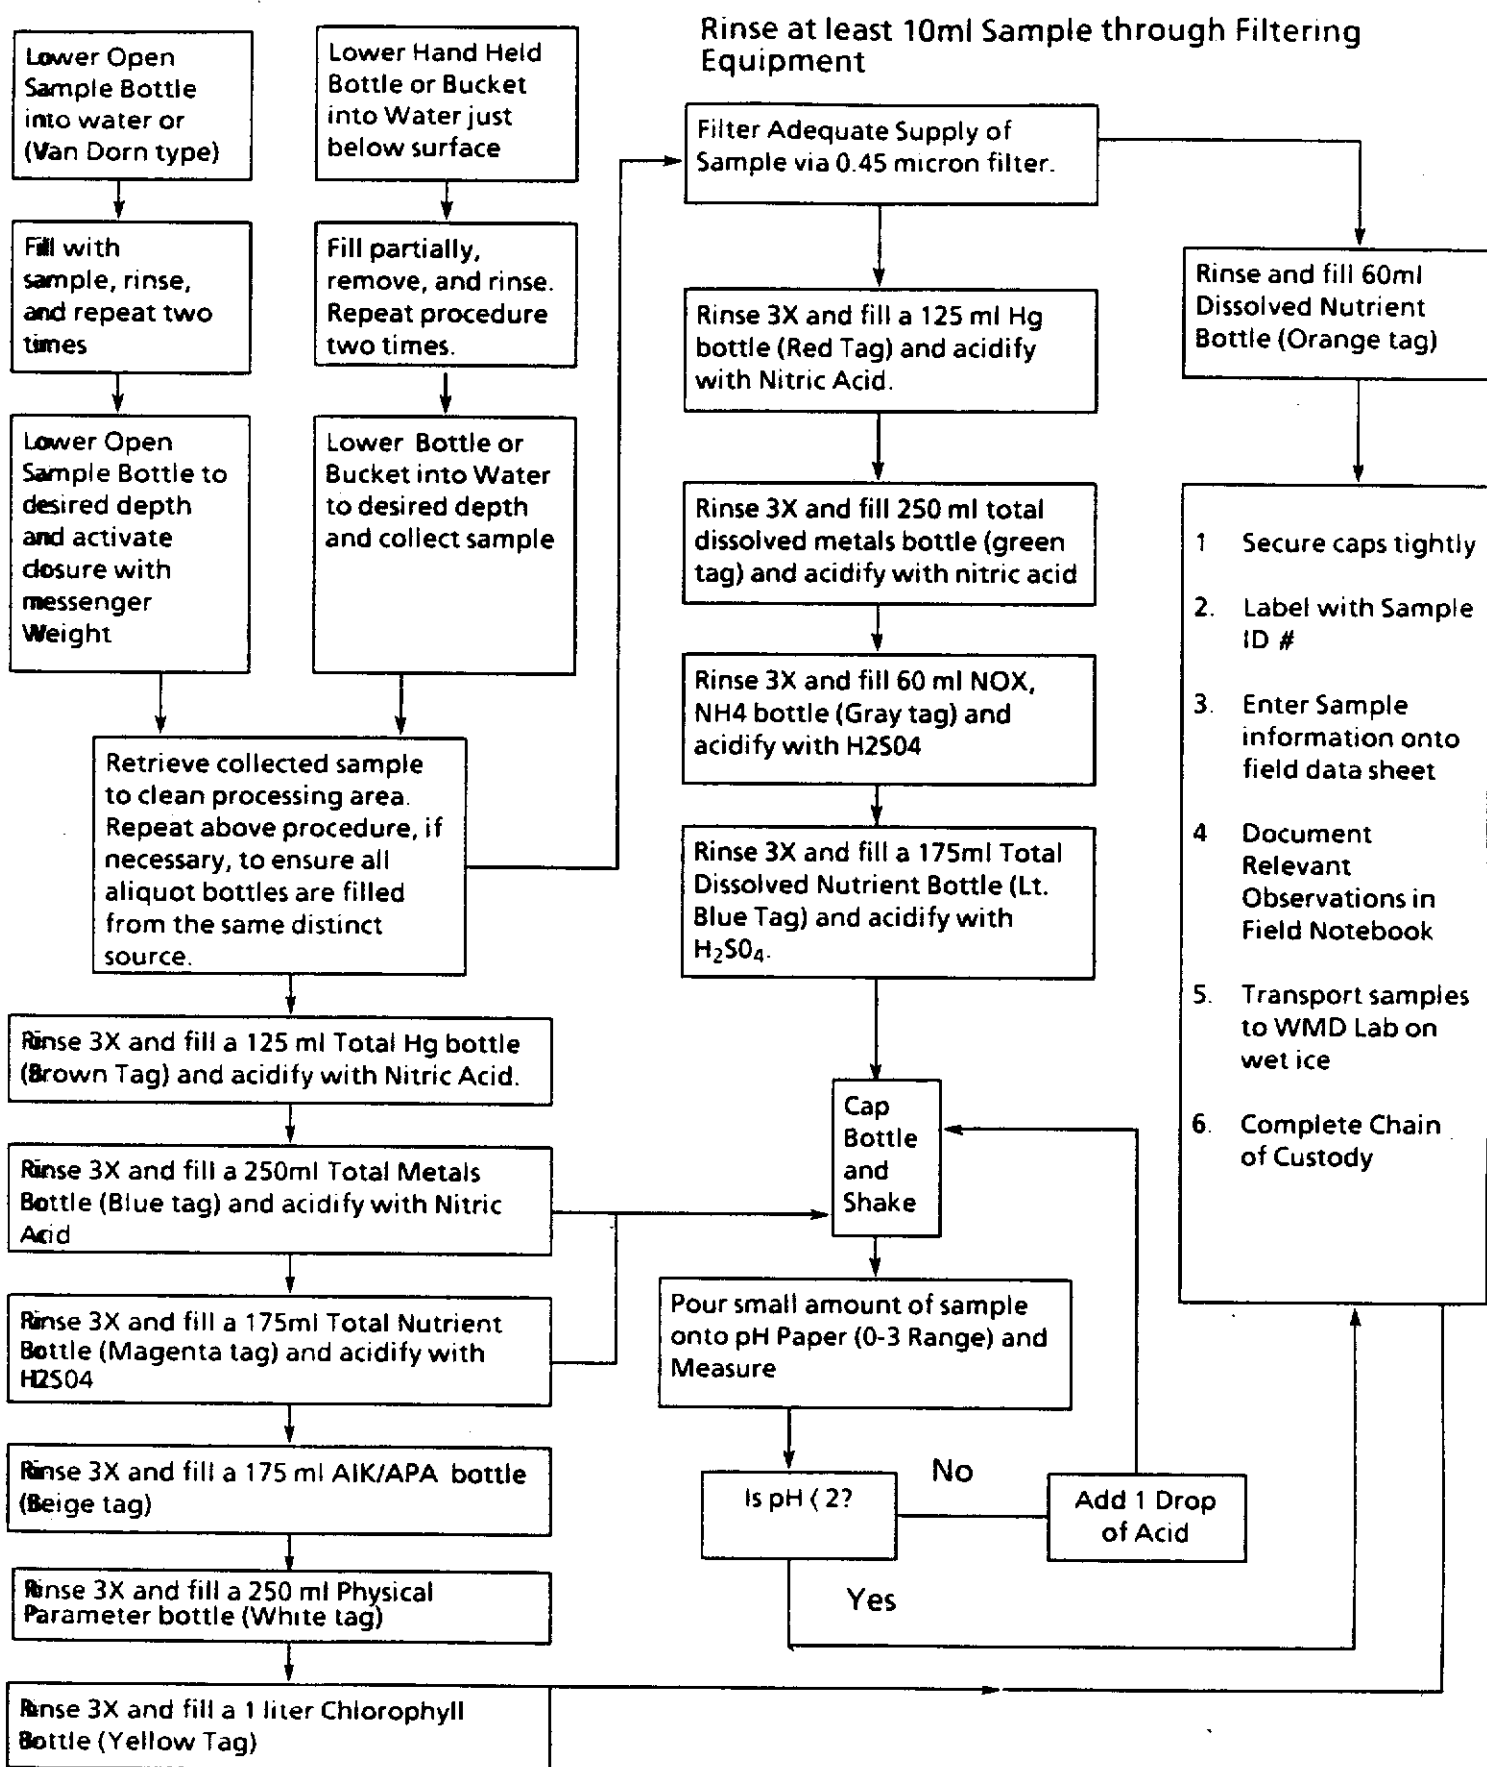 Rinse at least 10ml Sample through Filtering
Equipment
Lower Open
Sample Bottle
into water or
(Van Dorn type)
Fill with
sample, rinse,
and repeat two
times
Lower Open
Sample Bottle to
desired depth
and activate
closure with
messenger
Weight
Lower Hand Held
Bottle or Bucket
into Water just
below surface
Fill partially,
remove, and rinse.
Repeat procedure
two times.
Lower Bottle or
Bucket into Water
to desired depth
and collect sample
Retrieve collected sample
to clean processing area.
Repeat above procedure, if
necessary, to ensure all
aliquot bottles are filled
from the same distinct
source.
Rinse 3X and fill a 125 ml Total Hg bottle
(Brown Tag) and acidify with Nitric Acid.
Rinse 3X and fill a 250ml Total Metals
Bottle (Blue tag) and acidify with Nitric
Acid
Rinse 3X and fill a 175ml Total Nutrient
Bottle (Magenta tag) and acidify with
H2S04
Rinse 3X and fill a 175 ml AIK/APA bottle
(Beige tag)
Rinse 3X and fill a 250 ml Physical
Parameter bottle (White tag)
Rinse 3X and fill a 1 liter Chlorophyll
Bottle (Yellow Tag)
Filter Adequate Supply of
Sample via 0.45 micron filter.
Rinse 3X and fill a 125 ml Hg
bottle (Red Tag) and acidify
with Nitric Acid.
Rinse 3X and fill 250 ml total
dissolved metals bottle (green
tag) and acidify with nitric acid
Rinse 3X and fill 60 ml NOX,
NH4 bottle (Gray tag) and
acidify with H2S04
Rinse 3X and fill a 175ml Total
Dissolved Nutrient Bottle (Lt.
Blue Tag) and acidify with
H₂S0₄.
Cap
Bottle
and
Shake
Pour small amount of sample
onto pH Paper (0-3 Range) and
Measure
Is pH ⟨ 2?
No
Add 1 Drop
of Acid
Yes
Rinse and fill 60ml
Dissolved Nutrient
Bottle (Orange tag)
1 Secure caps tightly
2. Label with Sample
ID #
3. Enter Sample
information onto
field data sheet
4 Document
Relevant
Observations in
Field Notebook
5. Transport samples
to WMD Lab on
wet ice
6. Complete Chain
of Custody